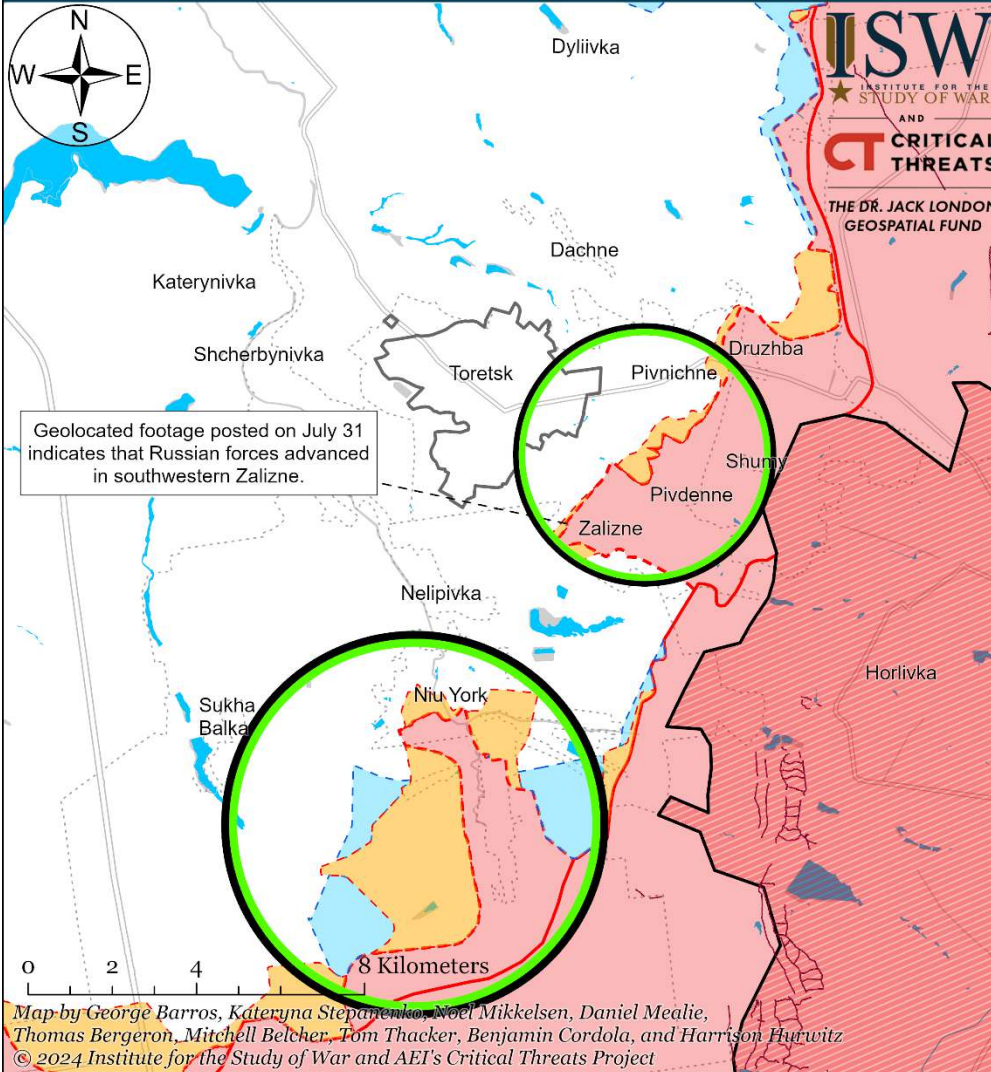 N
W E
S
ISW
INSTITUTE FOR THE
STUDY OF WAR
AND
CT CRITICAL
THREATS
THE DR. JACK LONDON
GEOSPATIAL FUND
Dyliivka
Dachne
Katerynivka
Shcherbynivka
Druzhba
Toretsk
Pivnichne
Geolocated footage posted on July 31
indicates that Russian forces advanced
in southwestern Zalizne.
Shumy
Pivdenne
Zalizne
Nelipivka
Horlivka
Niu York
Sukha
Balka
0 2 4 8 Kilometers
Map by George Barros, Kateryna Stepanenko, Noel Mikkelsen, Daniel Mealie,
Thomas Bergeron, Mitchell Belcher, Tom Thacker, Benjamin Cordola, and Harrison Hurwitz
© 2024 Institute for the Study of War and AEI's Critical Threats Project